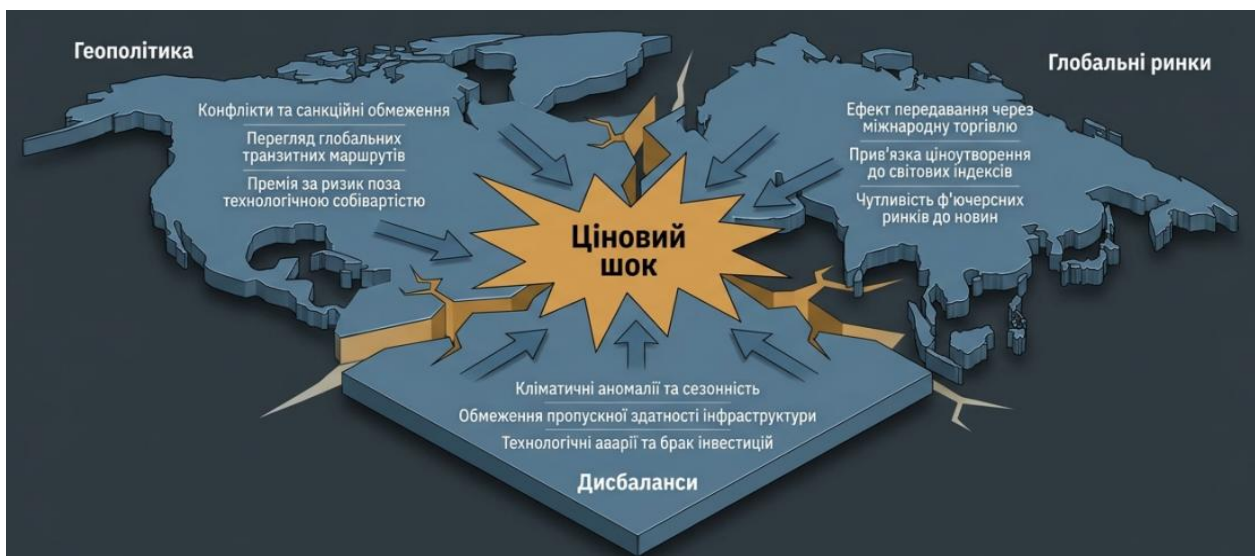 Геополітика
Конфлікти та санкційні обмеження
Перегляд глобальних
транзитних маршрутів
Премія за ризик поза
технологічною собівартістю
Глобальні ринки
Ефект передавання через
міжнародну торгівлю
Прив'язка ціноутворення
до світових індексів
Чутливість ф'ючерсних
ринків до новин
Ціновий
шок
Кліматичні аномалії та сезонність
Обмеження пропускної здатності інфраструктури
Технологічні аварії та брак інвестицій
Дисбаланси